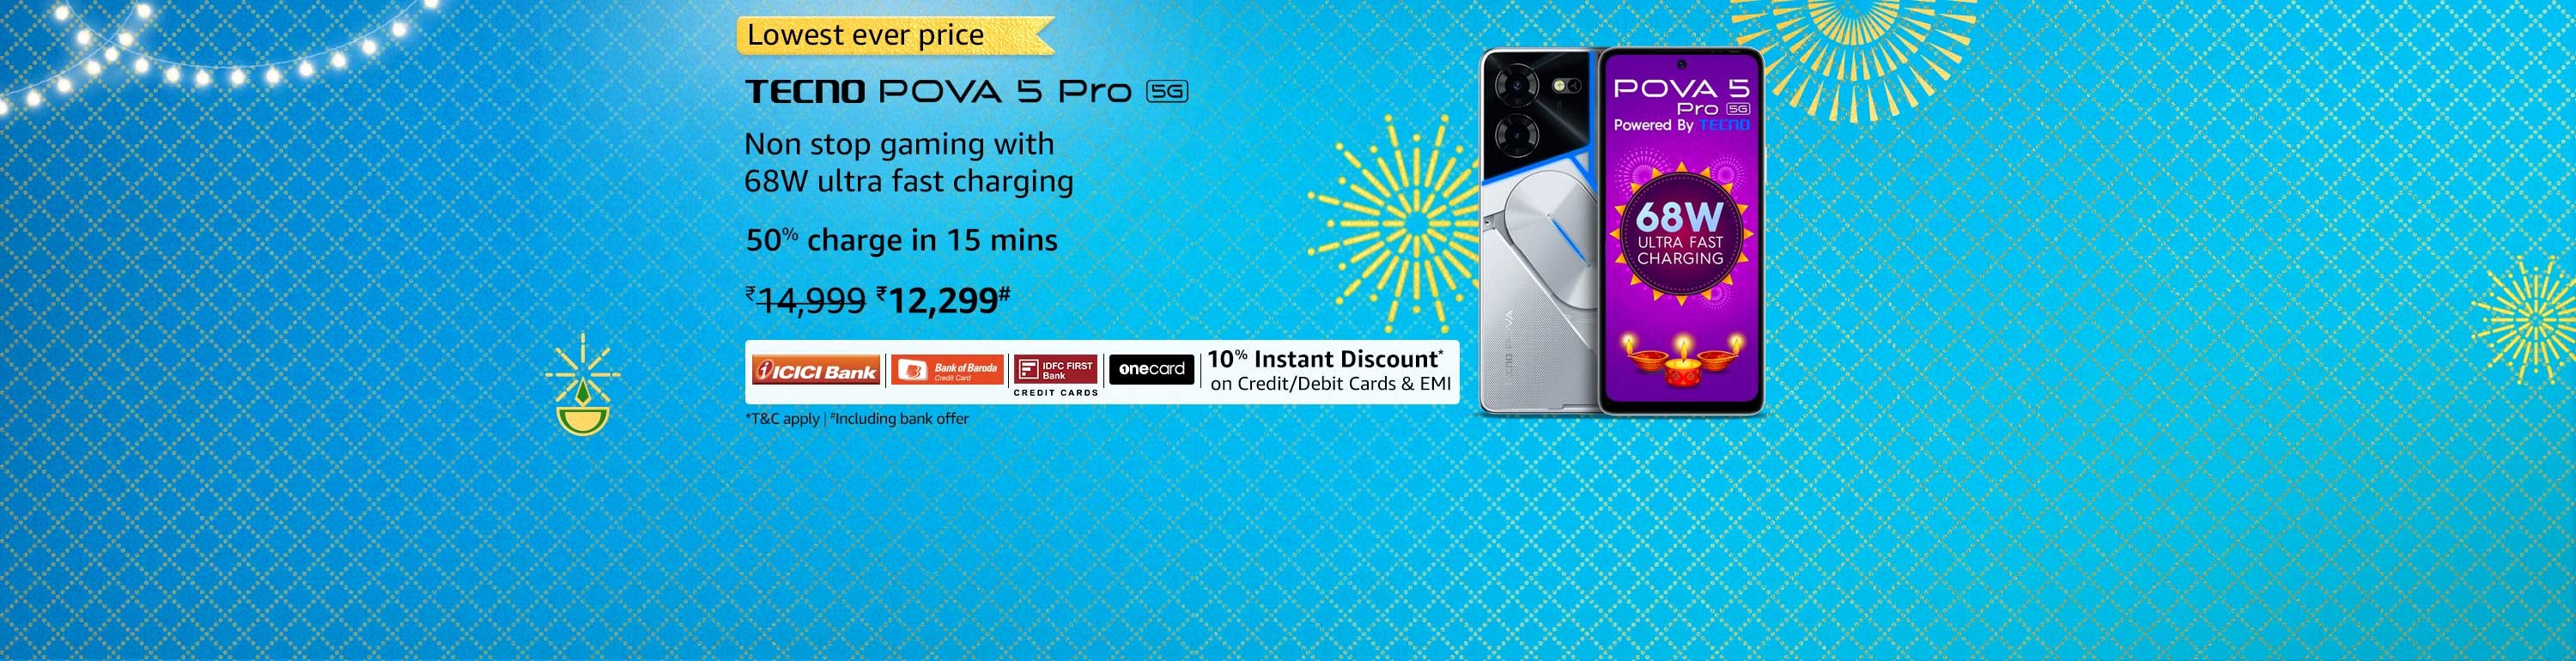 Lowest ever price
TECNO POVA 5 Pro 5G
Non stop gaming with
68W ultra fast charging
50% charge in 15 mins
₹14,999 ₹12,299#
ICICI Bank
Bank of Baroda
Credit Card
IDFC FIRST
Bank
CREDIT CARDS
onecard
10% Instant Discount*
on Credit/Debit Cards & EMI
*T&C apply | #Including bank offer
POVA 5
Pro 5G
Powered By TECNO
68W
ULTRA FAST
CHARGING
TECNO POVA